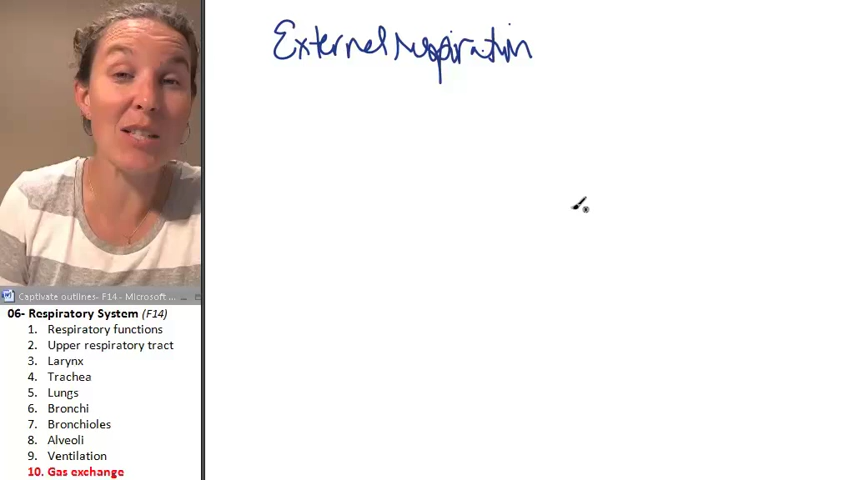 External respiration
Captivate outlines- F14 - Microsoft ...
06- Respiratory System (F14)
1. Respiratory functions
2. Upper respiratory tract
3. Larynx
4. Trachea
5. Lungs
6. Bronchi
7. Bronchioles
8. Alveoli
9. Ventilation
10. Gas exchange